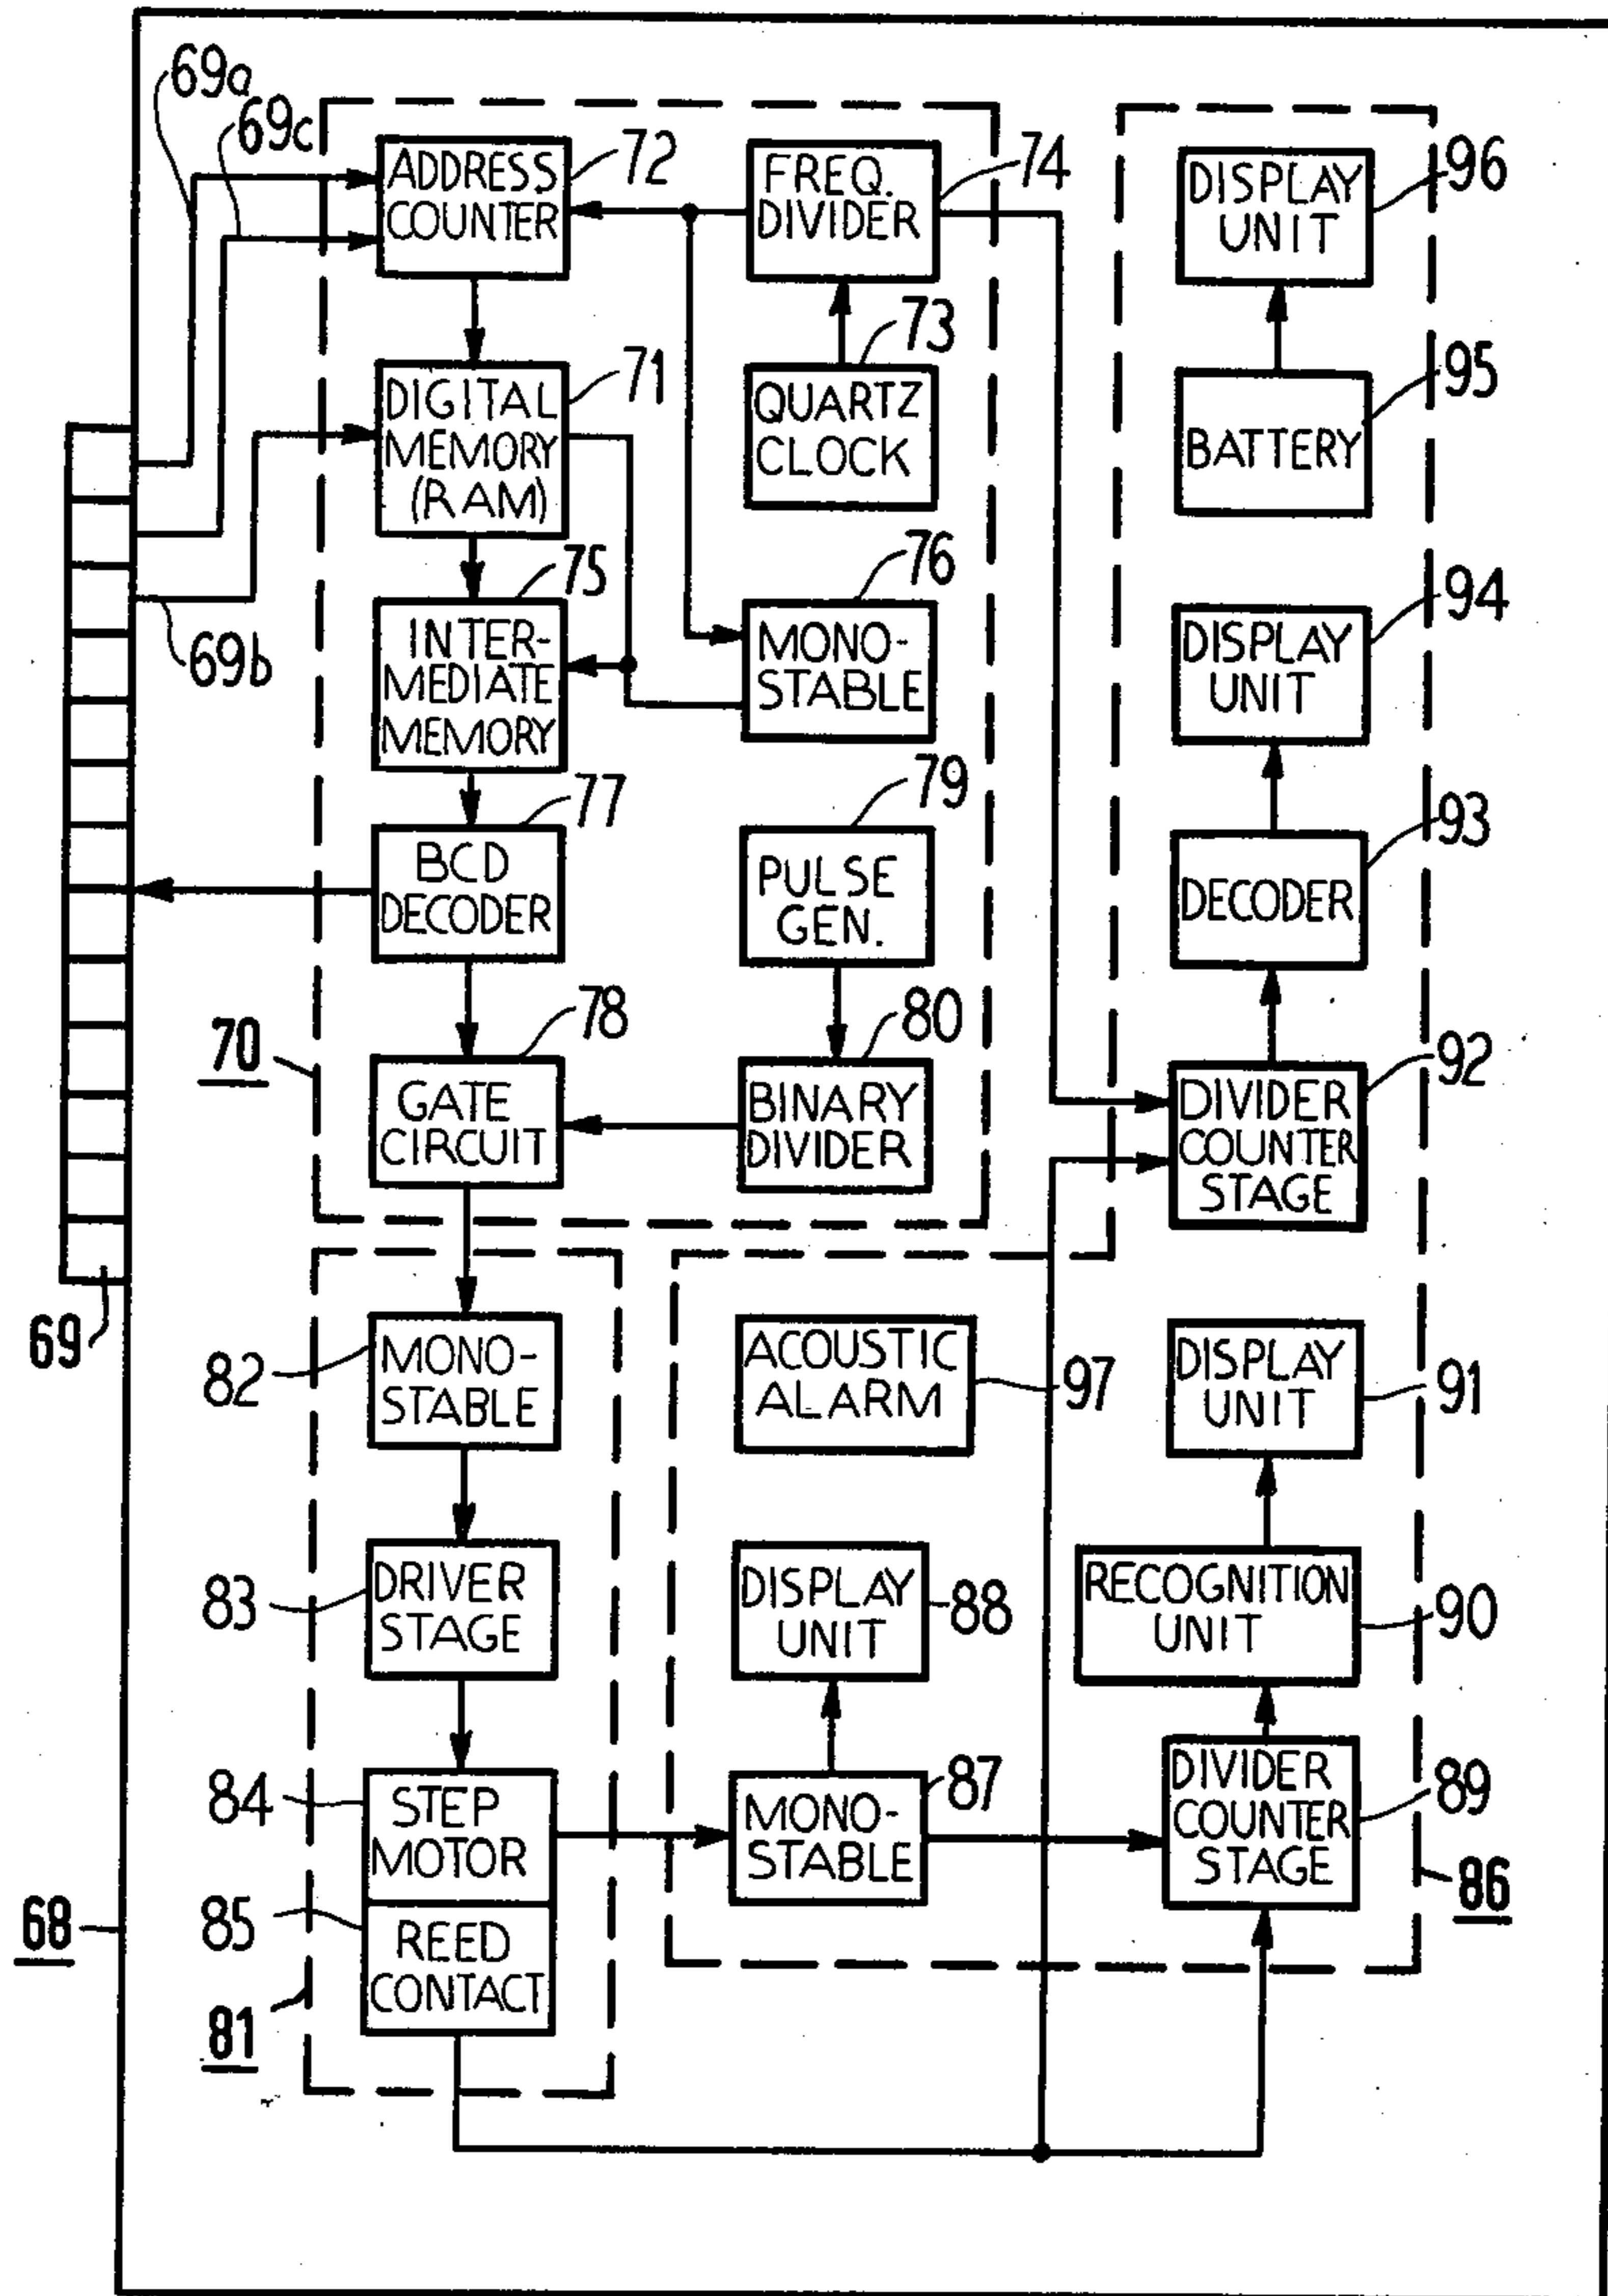 69a
69c
ADDRESS
COUNTER
72
FREQ.
DIVIDER
74
DISPLAY
UNIT
96
73
DIGITAL
MEMORY
(RAM)
71
QUARTZ
CLOCK
BATTERY
95
69b
75
INTER-
MEDIATE
MEMORY
76
MONO-
STABLE
DISPLAY
UNIT
94
77
BCD
DECODER
79
PULSE
GEN.
DECODER
93
70
78
GATE
CIRCUIT
80
BINARY
DIVIDER
DIVIDER
COUNTER
STAGE
92
69
82
MONO-
STABLE
ACOUSTIC
ALARM
97
DISPLAY
UNIT
91
83
DRIVER
STAGE
DISPLAY
UNIT
88
RECOGNITION
UNIT
90
84
STEP
MOTOR
MONO-
STABLE
87
DIVIDER
COUNTER
STAGE
89
86
68
85
REED
CONTACT
81